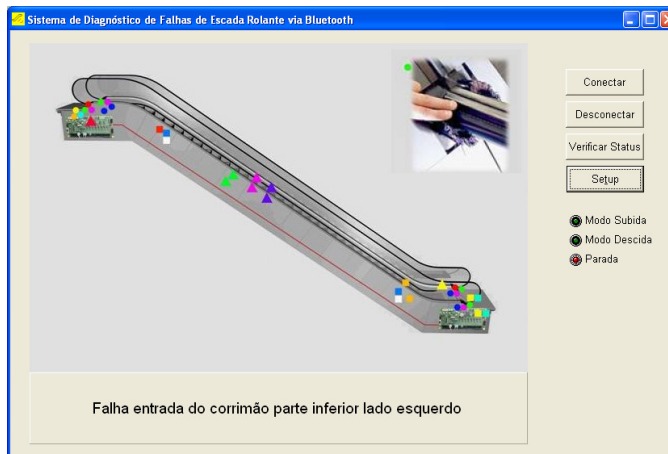 Sistema de Diagnóstico de Falhas de Escada Rolante via Bluetooth
Conectar
Desconectar
Verificar Status
Setup
Modo Subida
Modo Descida
Parada
Falha entrada do corrimão parte inferior lado esquerdo